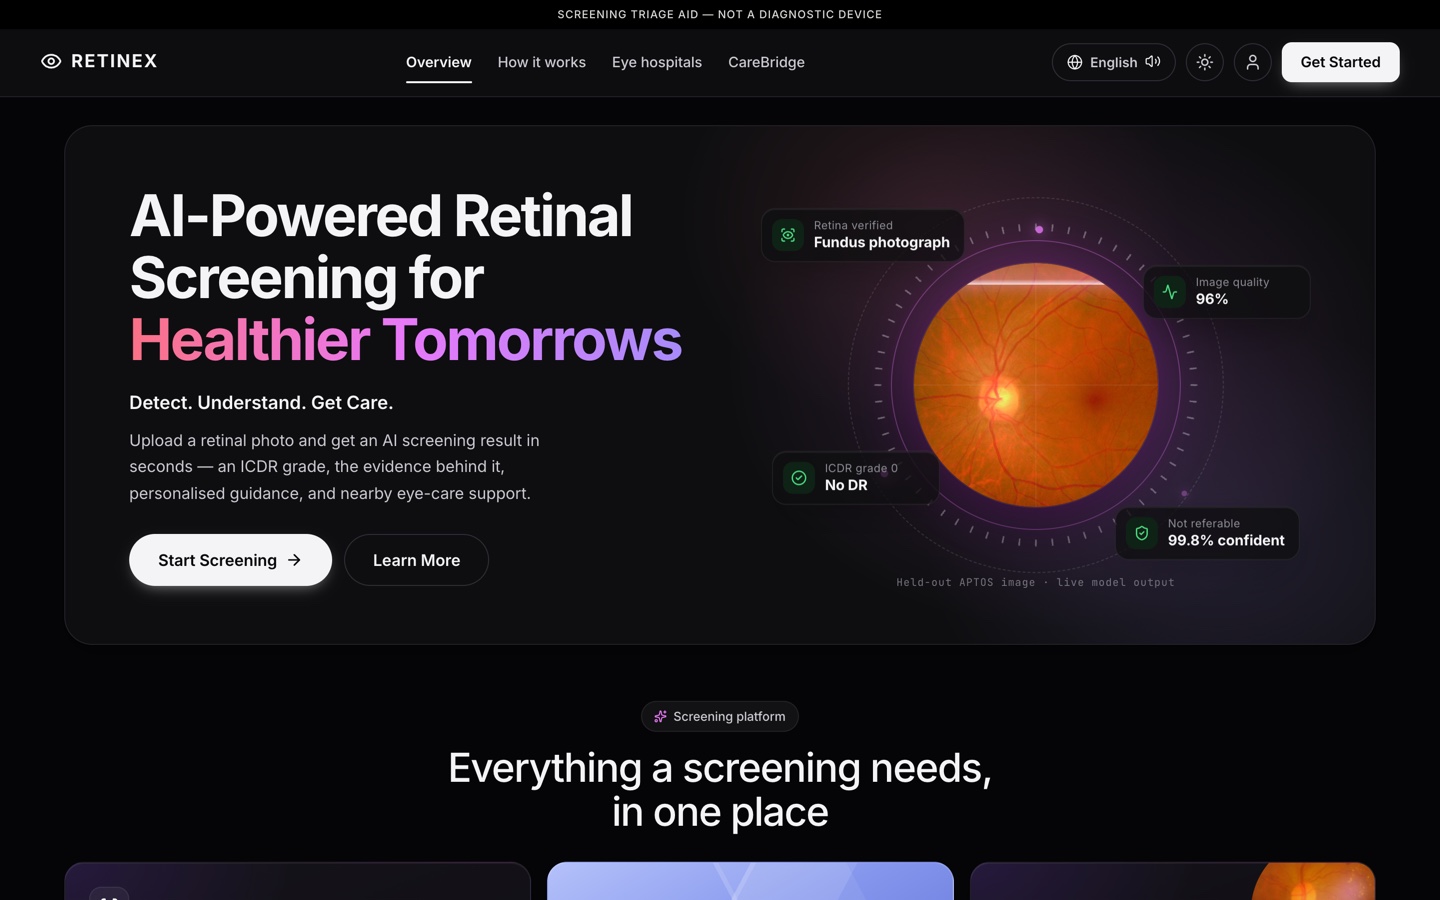 SCREENING TRIAGE AID — NOT A DIAGNOSTIC DEVICE
RETINEX
Overview
How it works
Eye hospitals
CareBridge
English
Get Started
AI-Powered Retinal
Screening for
Healthier Tomorrows
Detect. Understand. Get Care.
Upload a retinal photo and get an AI screening result in
seconds — an ICDR grade, the evidence behind it,
personalised guidance, and nearby eye-care support.
Start Screening
Learn More
Retina verified
Fundus photograph
Image quality
96%
ICDR grade 0
No DR
Not referable
99.8% confident
Held-out APTOS image · live model output
Screening platform
Everything a screening needs,
in one place